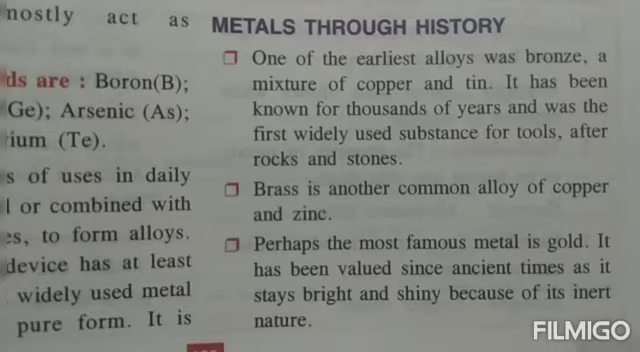 nostly act as
ds are : Boron(B);
Ge); Arsenic (As);
ium (Te).
s of uses in daily
l or combined with
es, to form alloys.
device has at least
widely used metal
pure form. It is
METALS THROUGH HISTORY
One of the earliest alloys was bronze, a
mixture of copper and tin. It has been
known for thousands of years and was the
first widely used substance for tools, after
rocks and stones.
Brass is another common alloy of copper
and zinc.
Perhaps the most famous metal is gold. It
has been valued since ancient times as it
stays bright and shiny because of its inert
nature.
FILMIGO